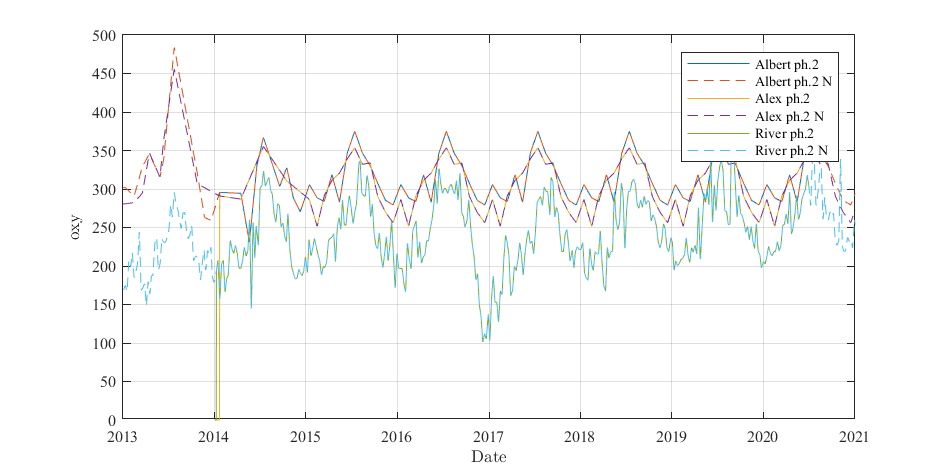 500
450
400
350
300
250
200
150
100
50
0
oxy
2013 2014 2015 2016 2017 2018 2019 2020 2021
Date
Albert ph.2
Albert ph.2 N
Alex ph.2
Alex ph.2 N
River ph.2
River ph.2 N